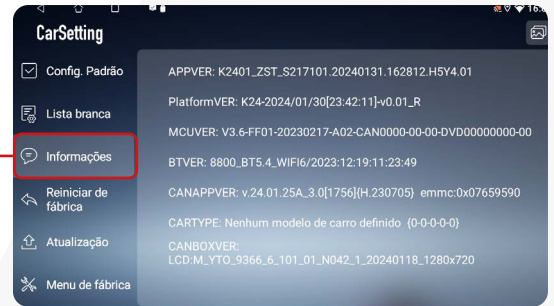 CarSetting
Config. Padrão
Lista branca
Informações
Reiniciar de
fábrica
Atualização
Menu de fábrica
APPVER: K2401_ZST_S217101.20240131.162812.H5Y4.01
PlatformVER: K24-2024/01/30[23:42:11]-v0.01_R
MCUVER: V3.6-FF01-20230217-A02-CAN0000-00-00-DVD00000000-00
BTVER: 8800_BT5.4_WIFI6/2023:12:19:11:23:49
CANAPPVER: v.24.01.25A_3.0[1756]{H.230705} emmc:0x07659590
CARTYPE: Nenhum modelo de carro definido {0-0-0-0-0}
CANBOXVER:
LCD:M_YTO_9366_6_101_01_N042_1_20240118_1280x720